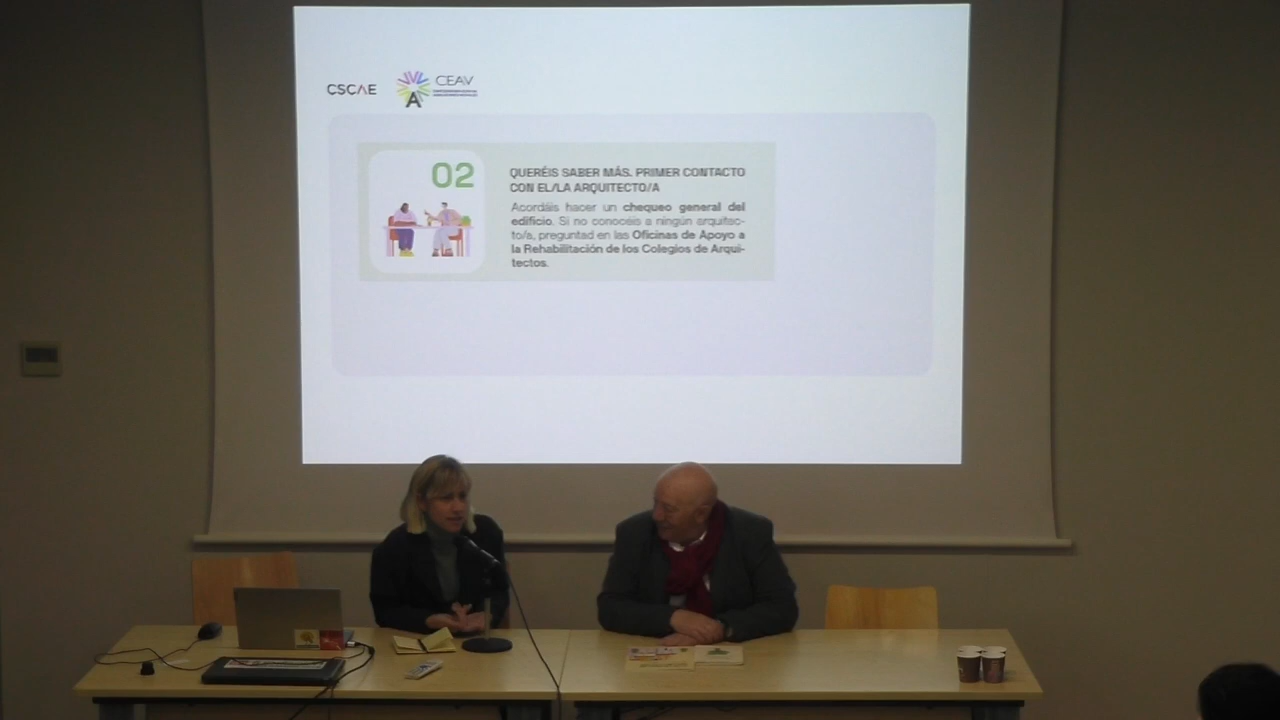 CSCAE
CEAV
02
QUERÉIS SABER MÁS. PRIMER CONTACTO
CON EL/LA ARQUITECTO/A
Acordáis hacer un chequeo general del
edificio. Si no conocéis a ningún arquitec-
to/a, preguntad en las Oficinas de Apoyo a
la Rehabilitación de los Colegios de Arqui-
tectos.